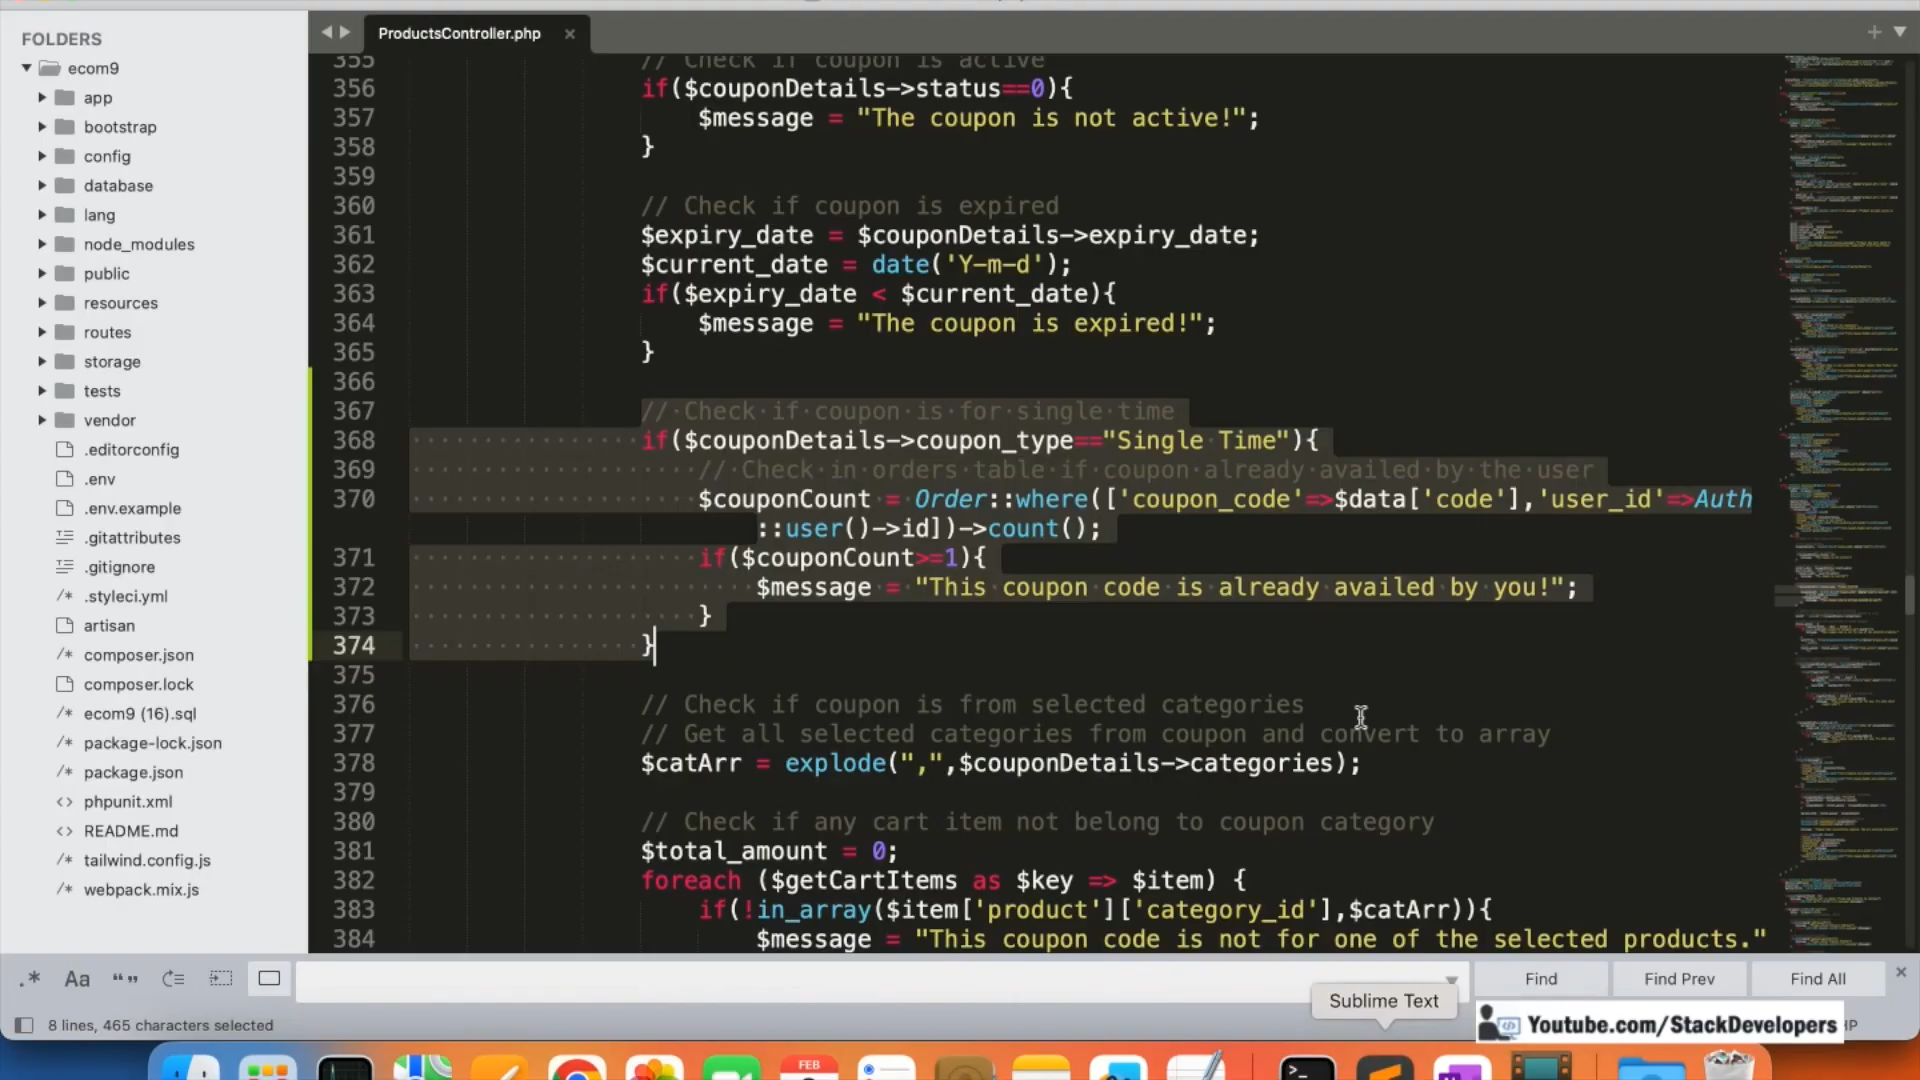 FOLDERS
ecom9
app
bootstrap
config
database
lang
node_modules
public
resources
routes
storage
tests
vendor
.editorconfig
.env
.env.example
.gitattributes
.gitignore
/* .styleci.yml
artisan
/* composer.json
composer.lock
/* ecom9 (16).sql
/* package-lock.json
/* package.json
<> phpunit.xml
<> README.md
/* tailwind.config.js
/* webpack.mix.js
ProductsController.php ×
355 // Check if coupon is active
356 if($couponDetails->status==0){
357 $message = "The coupon is not active!";
358 }
359
360 // Check if coupon is expired
361 $expiry_date = $couponDetails->expiry_date;
362 $current_date = date('Y-m-d');
363 if($expiry_date < $current_date){
364 $message = "The coupon is expired!";
365 }
366
367 // Check if coupon is for single time
368 if($couponDetails->coupon_type=="Single Time"){
369 // Check in orders table if coupon already availed by the user
370 $couponCount = Order::where(['coupon_code'=>$data['code'],'user_id'=>Auth
::user()->id])->count();
371 if($couponCount>=1){
372 $message = "This coupon code is already availed by you!";
373 }
374 }
375
376 // Check if coupon is from selected categories
377 // Get all selected categories from coupon and convert to array
378 $catArr = explode(",",$couponDetails->categories);
379
380 // Check if any cart item not belong to coupon category
381 $total_amount = 0;
382 foreach ($getCartItems as $key => $item) {
383 if(!in_array($item['product']['category_id'],$catArr)){
384 $message = "This coupon code is not for one of the selected products."
.* Aa “ ” Find Find Prev Find All ×
Sublime Text
8 lines, 465 characters selected
Youtube.com/StackDevelopers
FEB